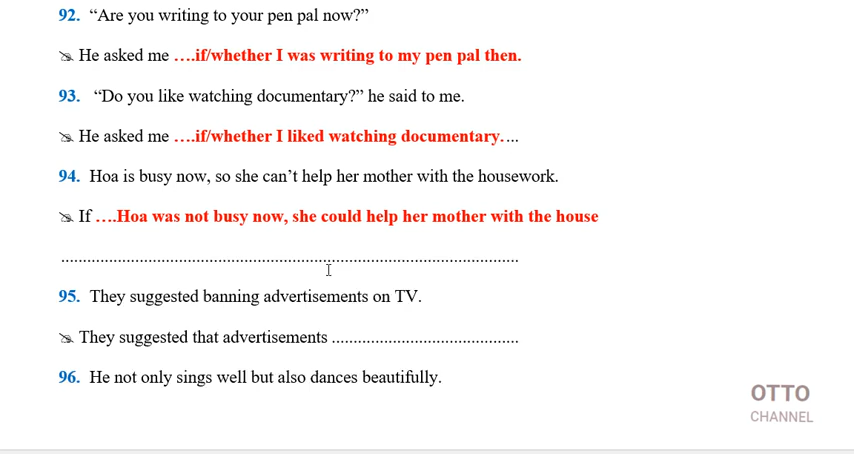 92. “Are you writing to your pen pal now?”
He asked me ….if/whether I was writing to my pen pal then.
93. “Do you like watching documentary?” he said to me.
He asked me ….if/whether I liked watching documentary….
94. Hoa is busy now, so she can’t help her mother with the housework.
If ….Hoa was not busy now, she could help her mother with the house
..........................................................................................................
95. They suggested banning advertisements on TV.
They suggested that advertisements ...........................................
96. He not only sings well but also dances beautifully.
OTTO
CHANNEL